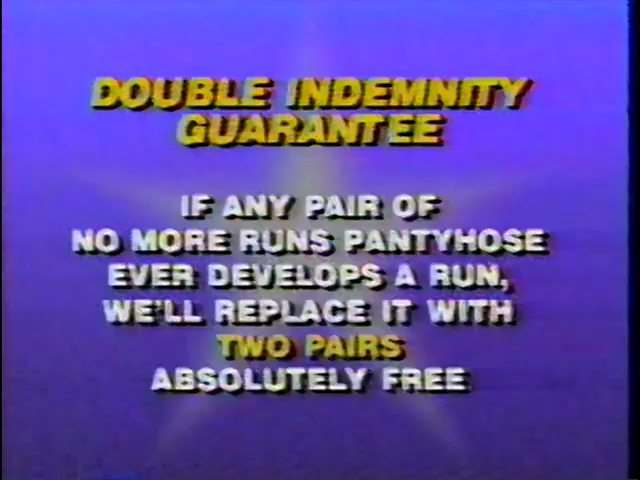 DOUBLE INDEMNITY
GUARANTEE
IF ANY PAIR OF
NO MORE RUNS PANTYHOSE
EVER DEVELOPS A RUN,
WE'LL REPLACE IT WITH
TWO PAIRS
ABSOLUTELY FREE